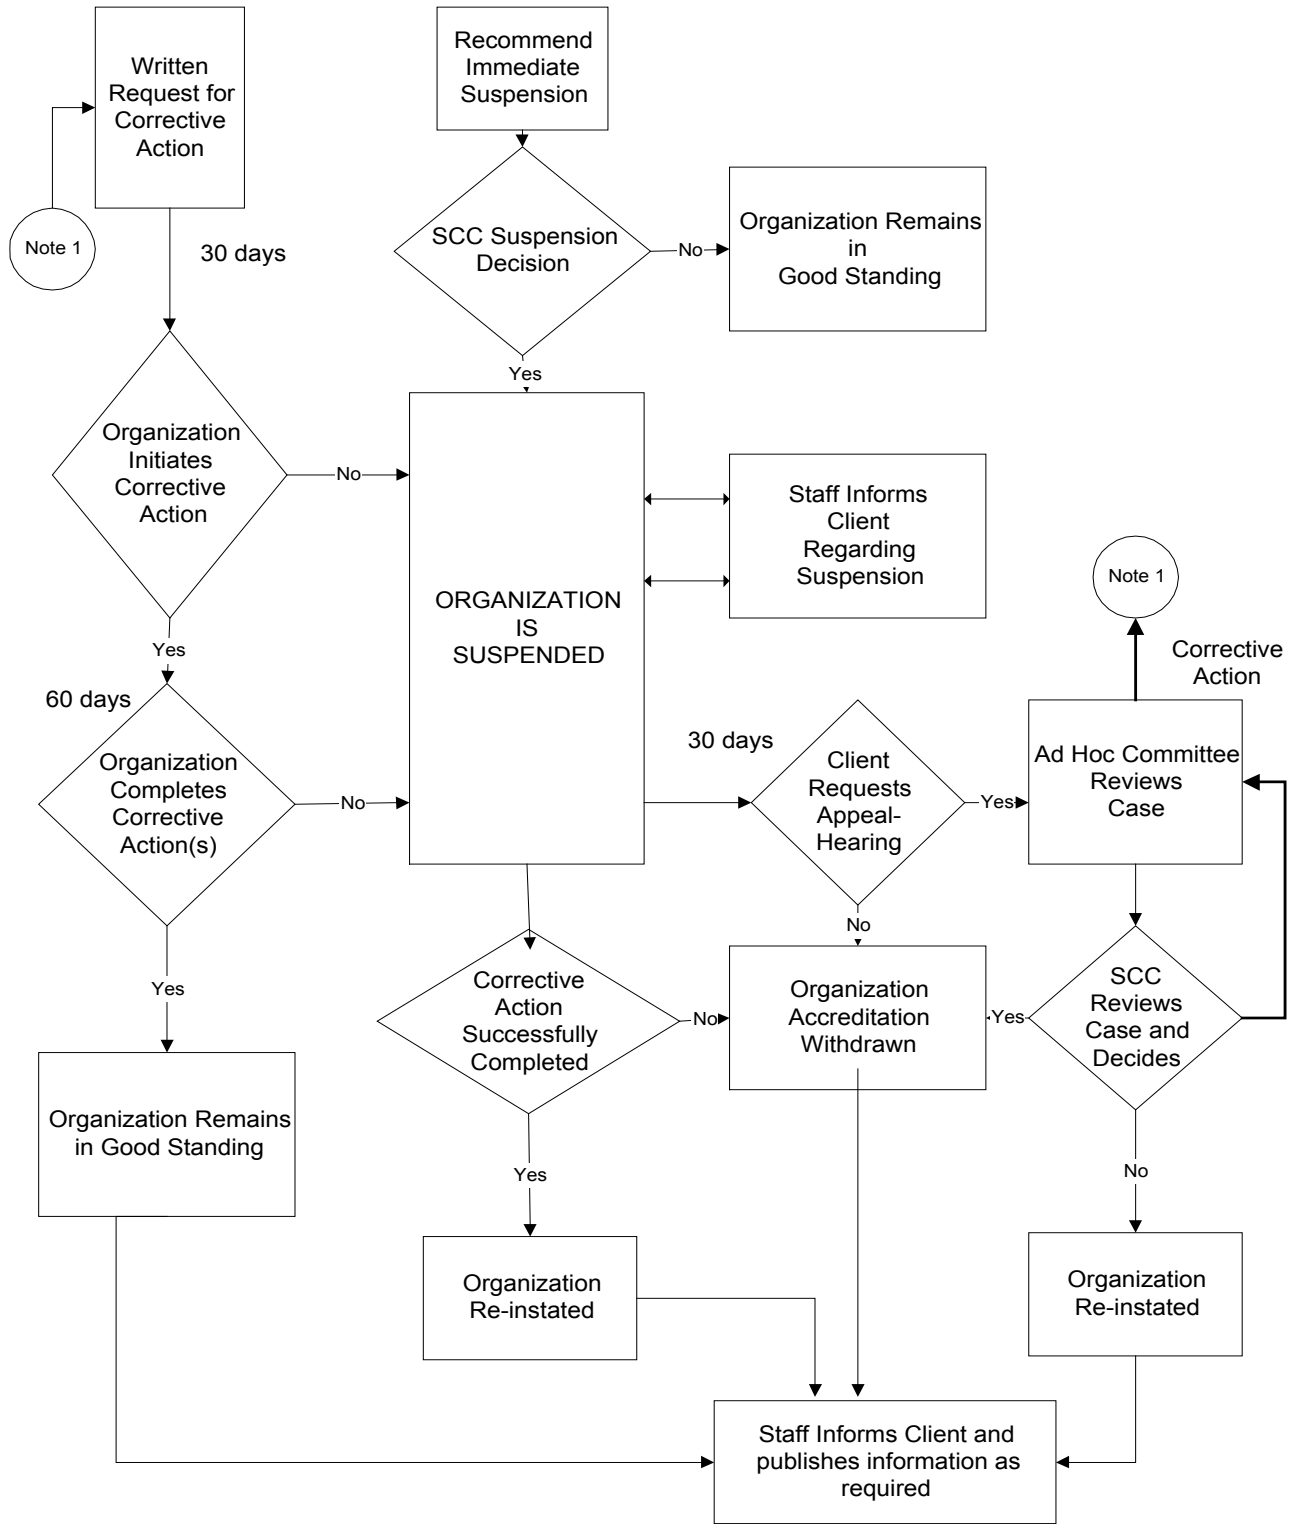 Written
Request for
Corrective
Action
Recommend
Immediate
Suspension
Note 1
30 days
SCC Suspension
Decision
No
Organization Remains
in
Good Standing
Yes
Organization
Initiates
Corrective
Action
No
ORGANIZATION
IS
SUSPENDED
Staff Informs
Client
Regarding
Suspension
Note 1
Corrective
Action
Yes
60 days
Organization
Completes
Corrective
Action(s)
No
30 days
Client
Requests
Appeal-
Hearing
Yes
Ad Hoc Committee
Reviews
Case
No
Yes
Corrective
Action
Successfully
Completed
No
Organization
Accreditation
Withdrawn
Yes
SCC
Reviews
Case and
Decides
Organization Remains
in Good Standing
Yes
No
Organization
Re-instated
Organization
Re-instated
Staff Informs Client and
publishes information as
required